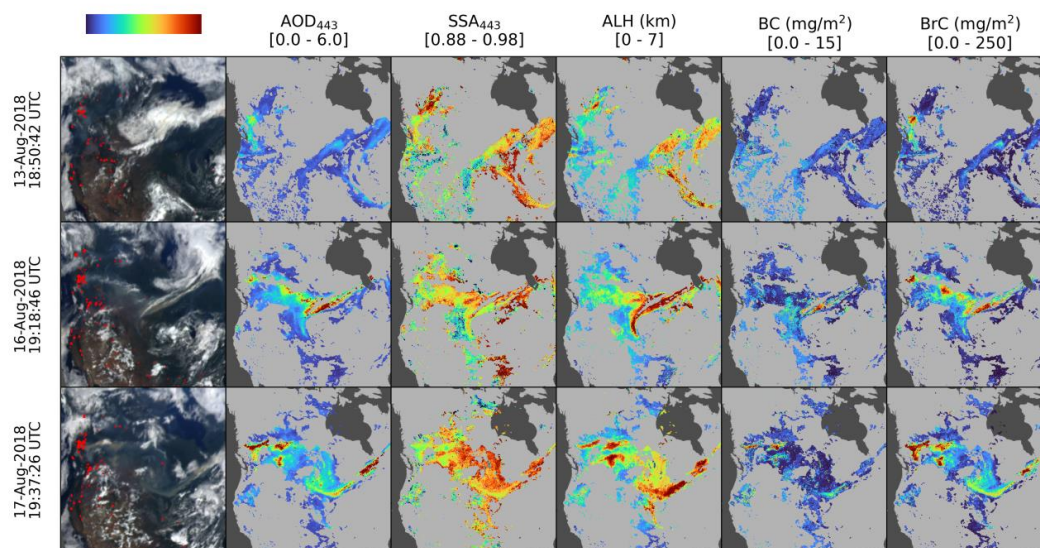 AOD₄₄₃
[0.0 - 6.0]
SSA₄₄₃
[0.88 - 0.98]
ALH (km)
[0 - 7]
BC (mg/m²)
[0.0 - 15]
BrC (mg/m²)
[0.0 - 250]
13-Aug-2018
18:50:42 UTC
16-Aug-2018
19:18:46 UTC
17-Aug-2018
19:37:26 UTC